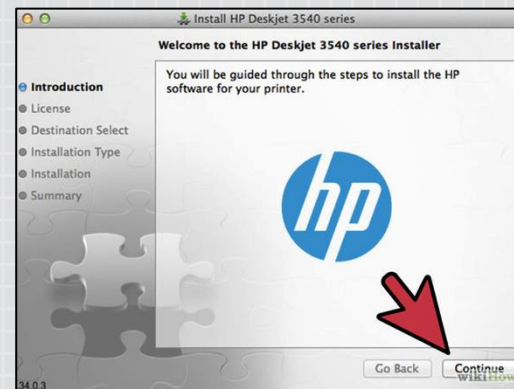 Install HP Deskjet 3540 series
Welcome to the HP Deskjet 3540 series Installer
Introduction
License
Destination Select
Installation Type
Installation
Summary
You will be guided through the steps to install the HP
software for your printer.
hp
Go Back
Continue
wikiHow
34.0.3